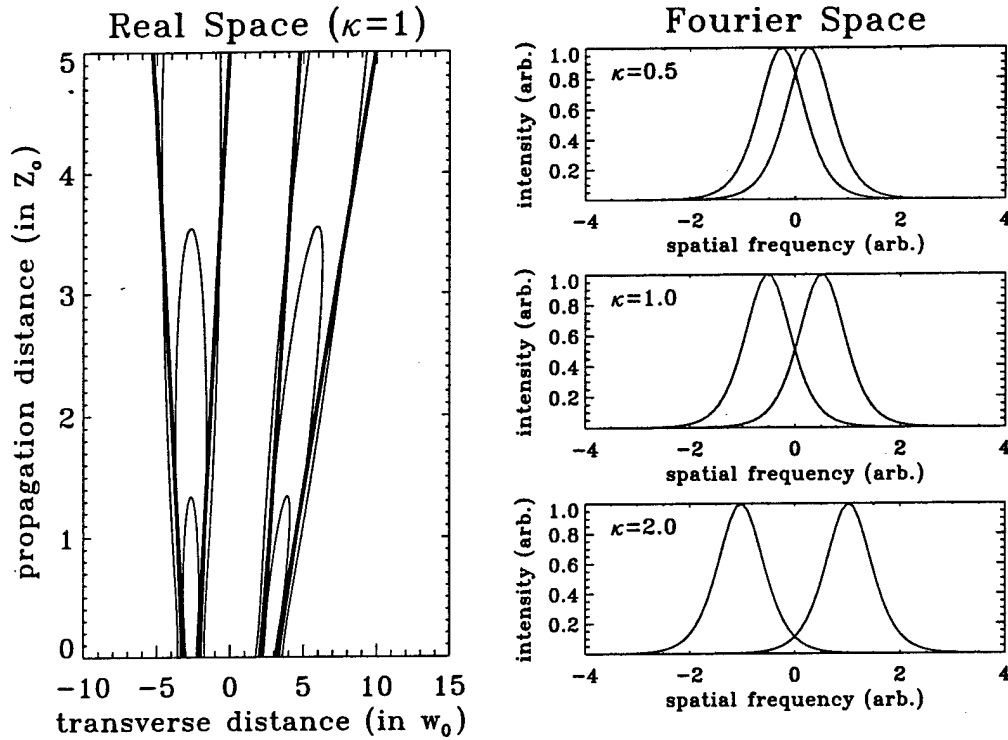 Real Space (κ=1)
propagation distance (in Z₀)
5
4
3
2
1
0
-10 -5 0 5 10 15
transverse distance (in w₀)
Fourier Space
κ=0.5
intensity (arb.)
1.0
0.8
0.6
0.4
0.2
-4 -2 0 2 4
spatial frequency (arb.)
κ=1.0
intensity (arb.)
1.0
0.8
0.6
0.4
0.2
-4 -2 0 2 4
spatial frequency (arb.)
κ=2.0
intensity (arb.)
1.0
0.8
0.6
0.4
0.2
-4 -2 0 2 4
spatial frequency (arb.)